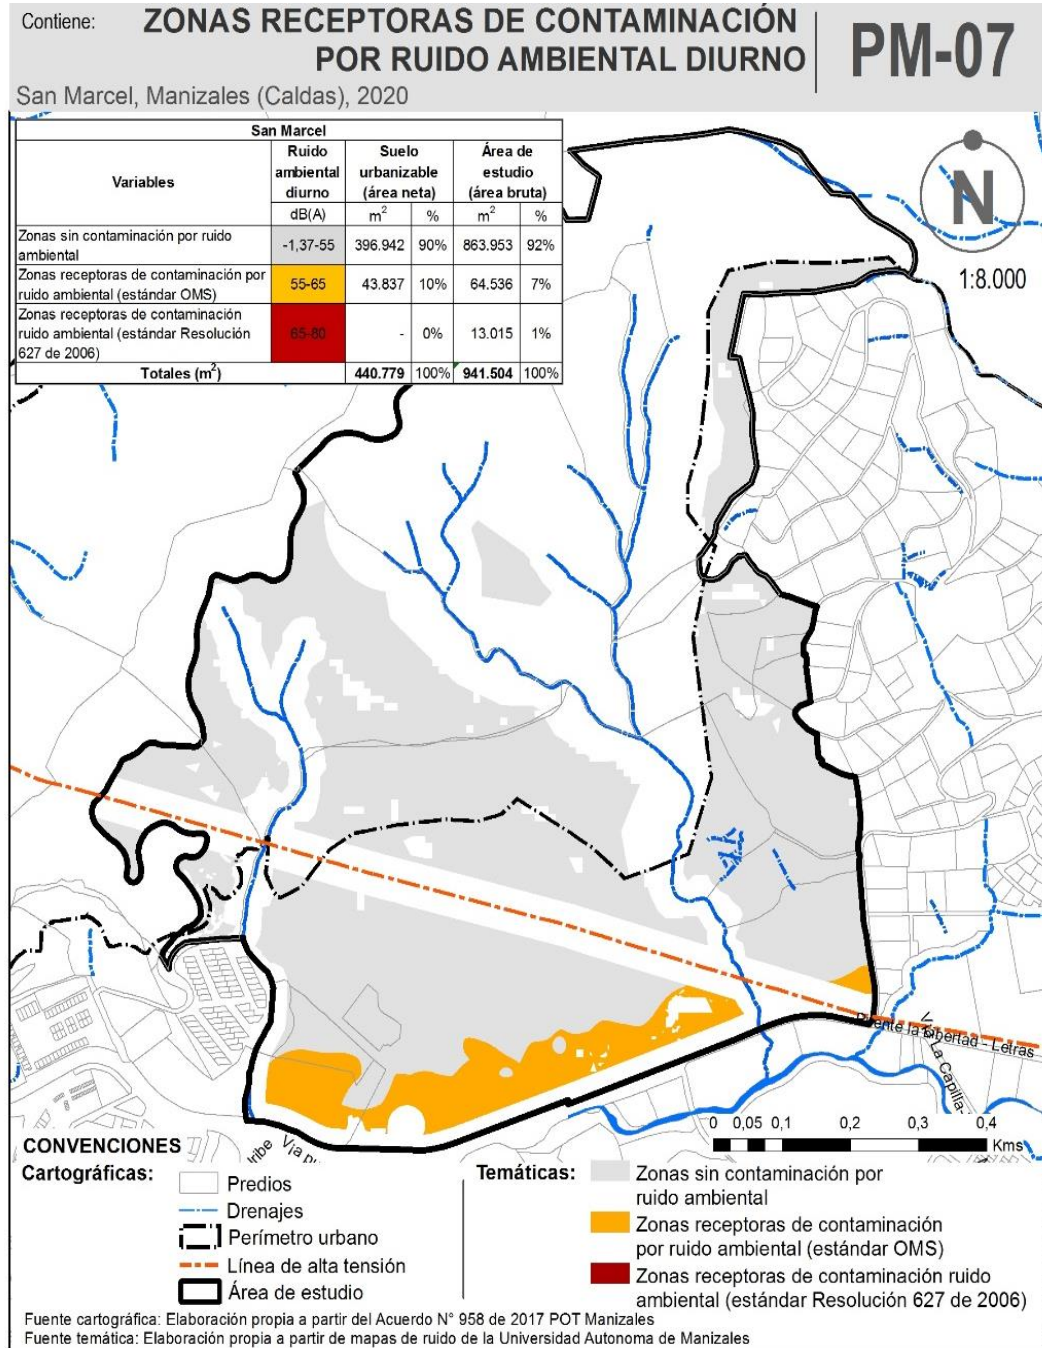 Contiene:
ZONAS RECEPTORAS DE CONTAMINACIÓN
POR RUIDO AMBIENTAL DIURNO
PM-07
San Marcel, Manizales (Caldas), 2020
San Marcel
Variables
Ruido
ambiental
diurno
Suelo
urbanizable
(área neta)
Área de
estudio
(área bruta)
dB(A) m² % m² %
Zonas sin contaminación por ruido
ambiental
-1,37-55 396.942 90% 863.953 92%
Zonas receptoras de contaminación por
ruido ambiental (estándar OMS)
55-65 43.837 10% 64.536 7%
Zonas receptoras de contaminación
ruido ambiental (estándar Resolución
627 de 2006)
65-80 - 0% 13.015 1%
Totales (m²) 440.779 100% 941.504 100%
N
1:8.000
Puente la Libertad - Letras
La Capilla-
0 0,05 0,1 0,2 0,3 0,4
Kms
Vía
CONVENCIONES
Cartográficas:
Predios
Drenajes
Perímetro urbano
Línea de alta tensión
Área de estudio
Temáticas:
Zonas sin contaminación por
ruido ambiental
Zonas receptoras de contaminación
por ruido ambiental (estándar OMS)
Zonas receptoras de contaminación ruido
ambiental (estándar Resolución 627 de 2006)
Fuente cartográfica: Elaboración propia a partir del Acuerdo N° 958 de 2017 POT Manizales
Fuente temática: Elaboración propia a partir de mapas de ruido de la Universidad Autonoma de Manizales